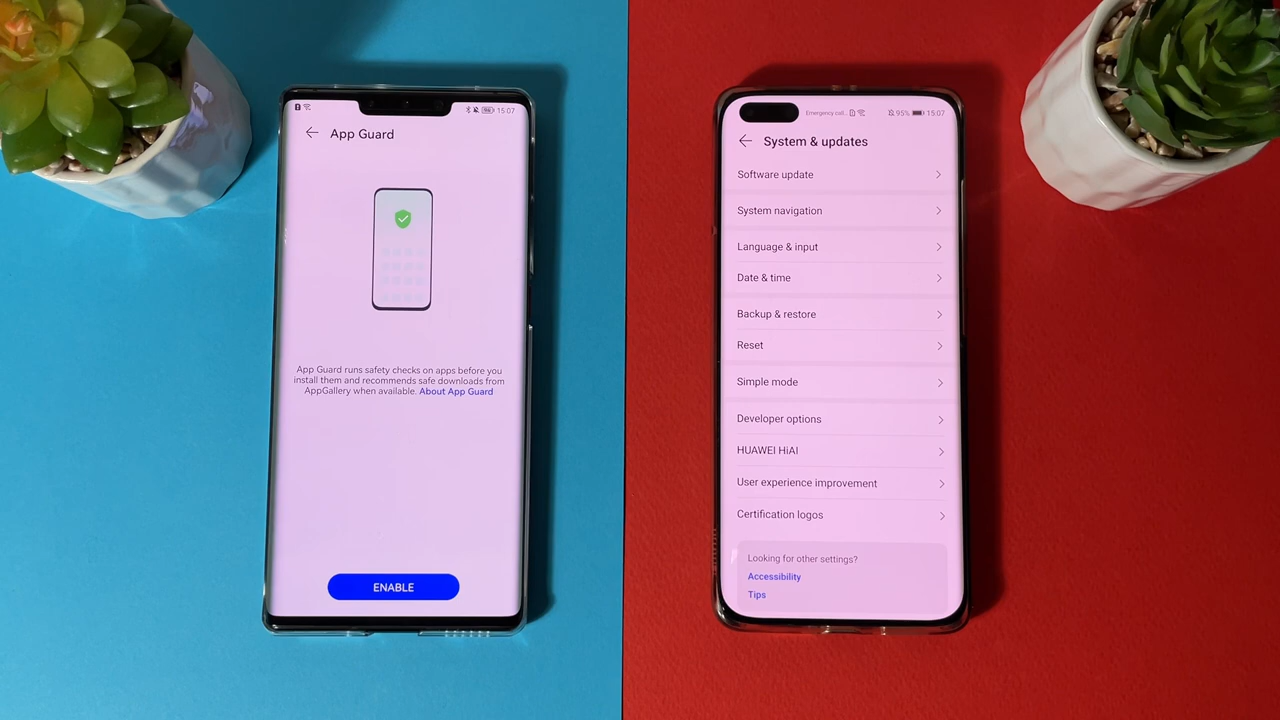 15:07
App Guard
App Guard runs safety checks on apps before you
install them and recommends safe downloads from
AppGallery when available. About App Guard
ENABLE
Emergency call...
95% 15:07
System & updates
Software update
System navigation
Language & input
Date & time
Backup & restore
Reset
Simple mode
Developer options
HUAWEI HiAI
User experience improvement
Certification logos
Looking for other settings?
Accessibility
Tips